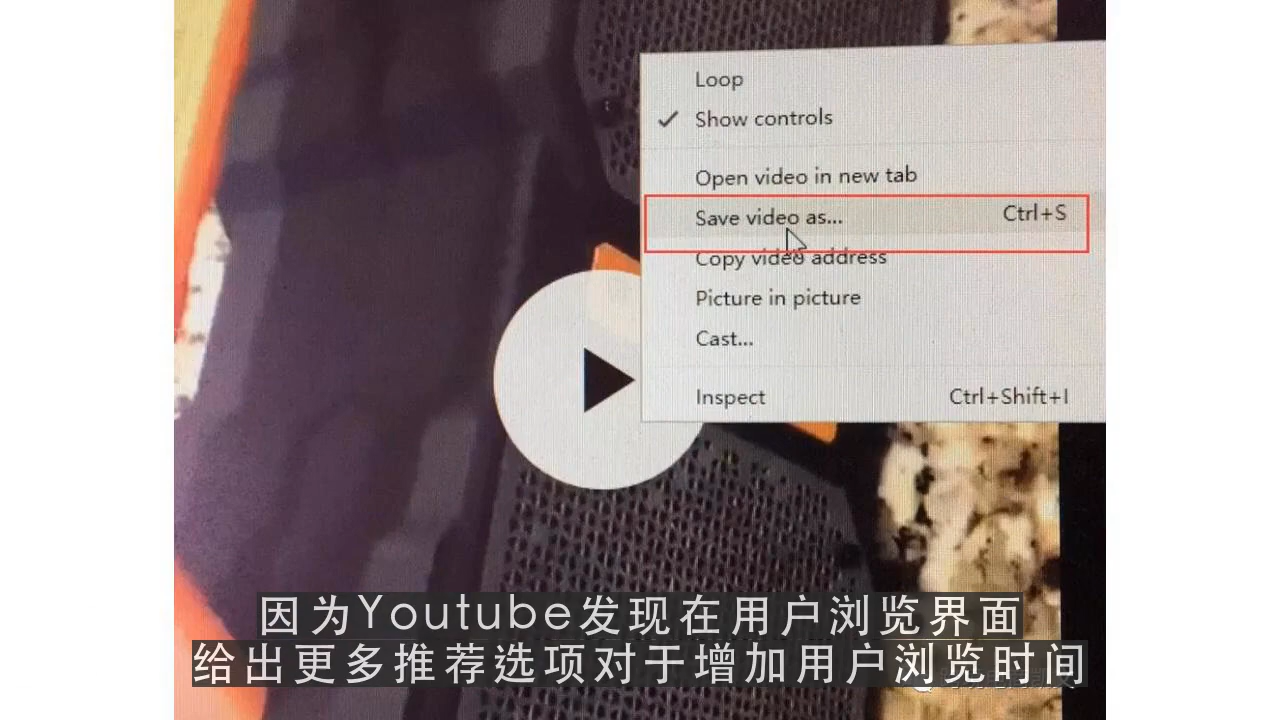 Loop
Show controls
Open video in new tab
Save video as... Ctrl+S
Copy video address
Picture in picture
Cast...
Inspect Ctrl+Shift+I
因为Youtube发现在用户浏览界面
给出更多推荐选项对于增加用户浏览时间